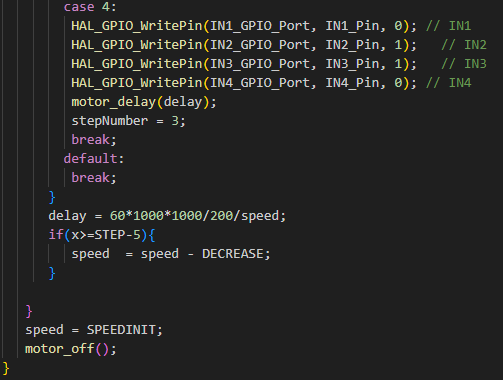 case 4:
HAL_GPIO_WritePin(IN1_GPIO_Port, IN1_Pin, 0); // IN1
HAL_GPIO_WritePin(IN2_GPIO_Port, IN2_Pin, 1);   // IN2
HAL_GPIO_WritePin(IN3_GPIO_Port, IN3_Pin, 1);   // IN3
HAL_GPIO_WritePin(IN4_GPIO_Port, IN4_Pin, 0); // IN4
motor_delay(delay);
stepNumber = 3;
break;
default:
break;
}
delay = 60*1000*1000/200/speed;
if(x>=STEP-5){
speed  = speed - DECREASE;
}
}
speed = SPEEDINIT;
motor_off();
}